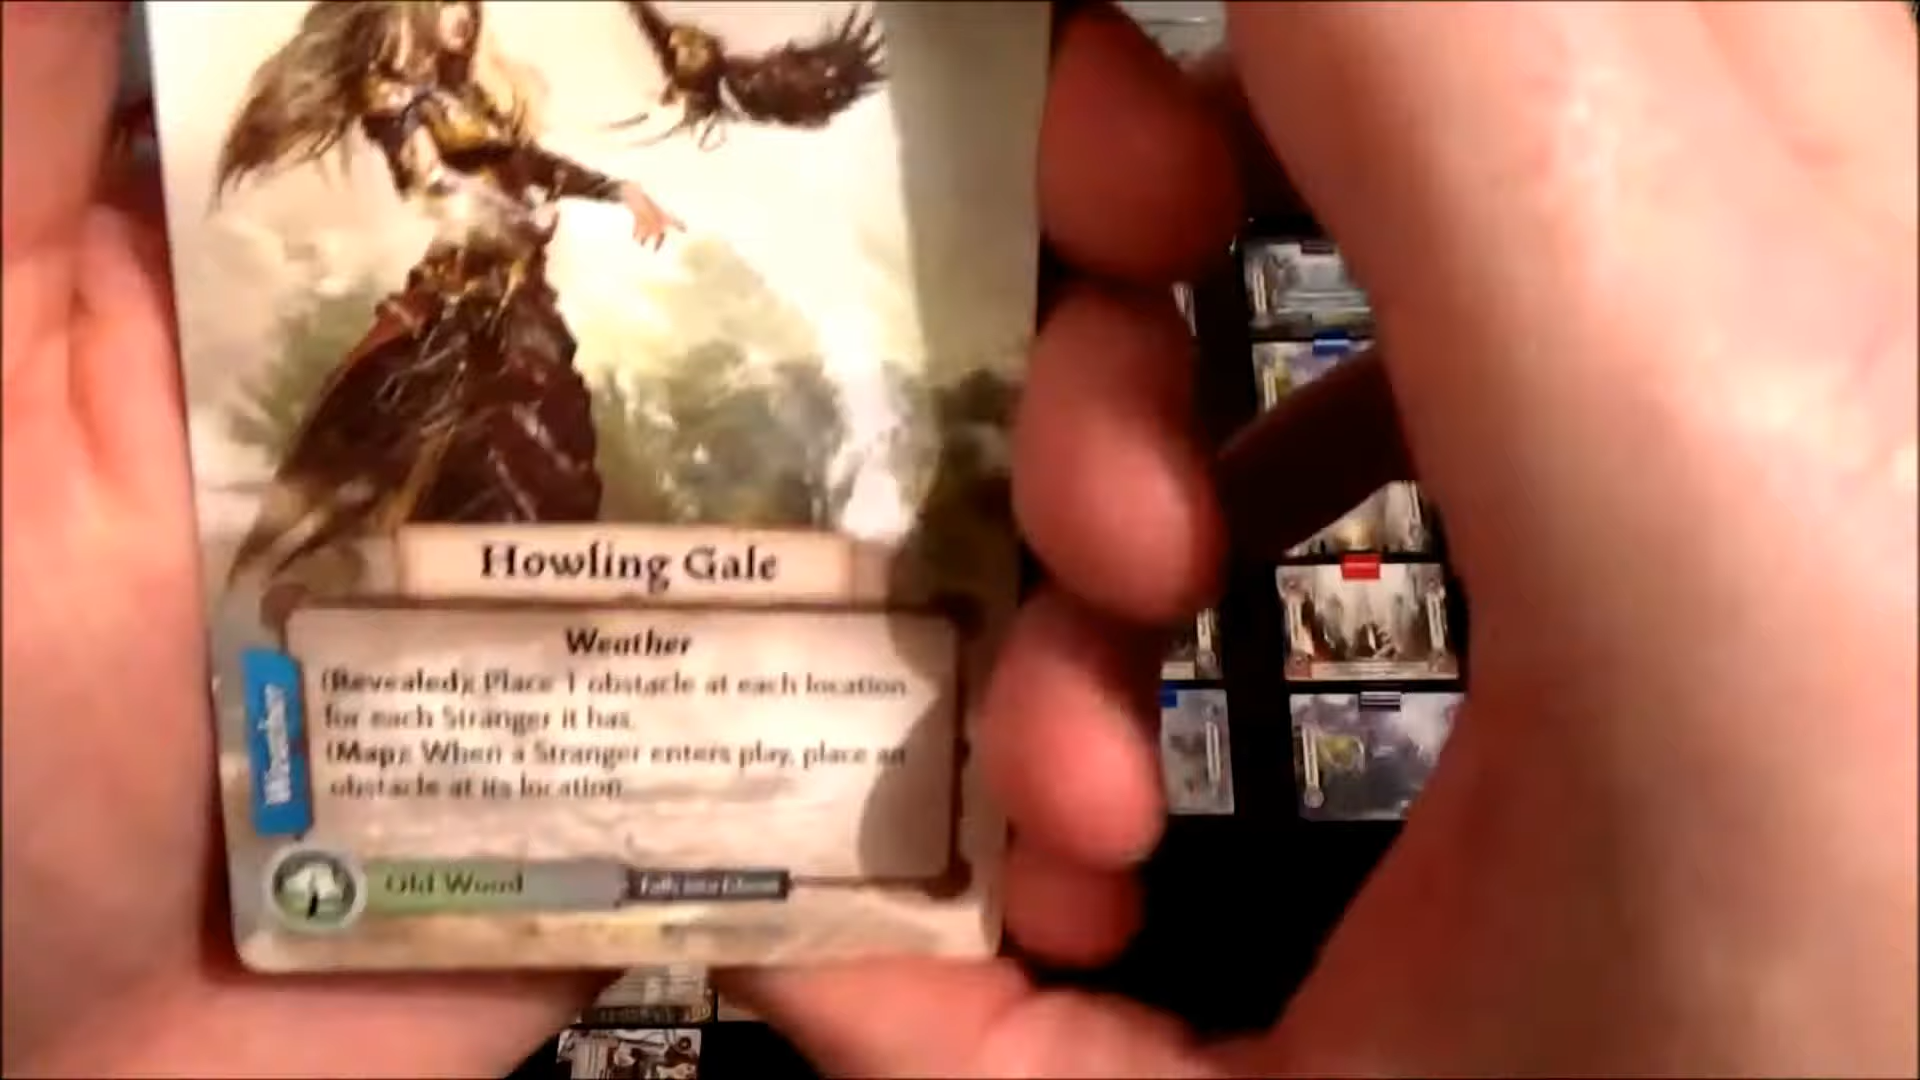 Howling Gale
Weather
(Revealed): Place 1 obstacle at each location
for each Stranger it has.
(Map): When a Stranger enters play, place an
obstacle at its location.
Weather
Old Wood